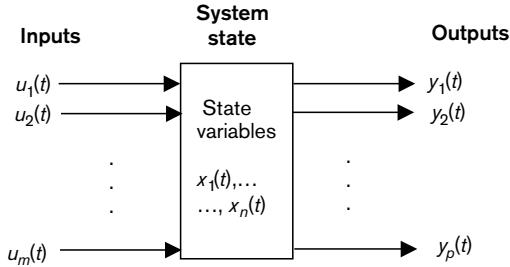 Inputs
System
state
Outputs
u1(t)
u2(t)
.
.
.
um(t)
State
variables
x1(t),...
..., xn(t)
y1(t)
y2(t)
.
.
.
yp(t)